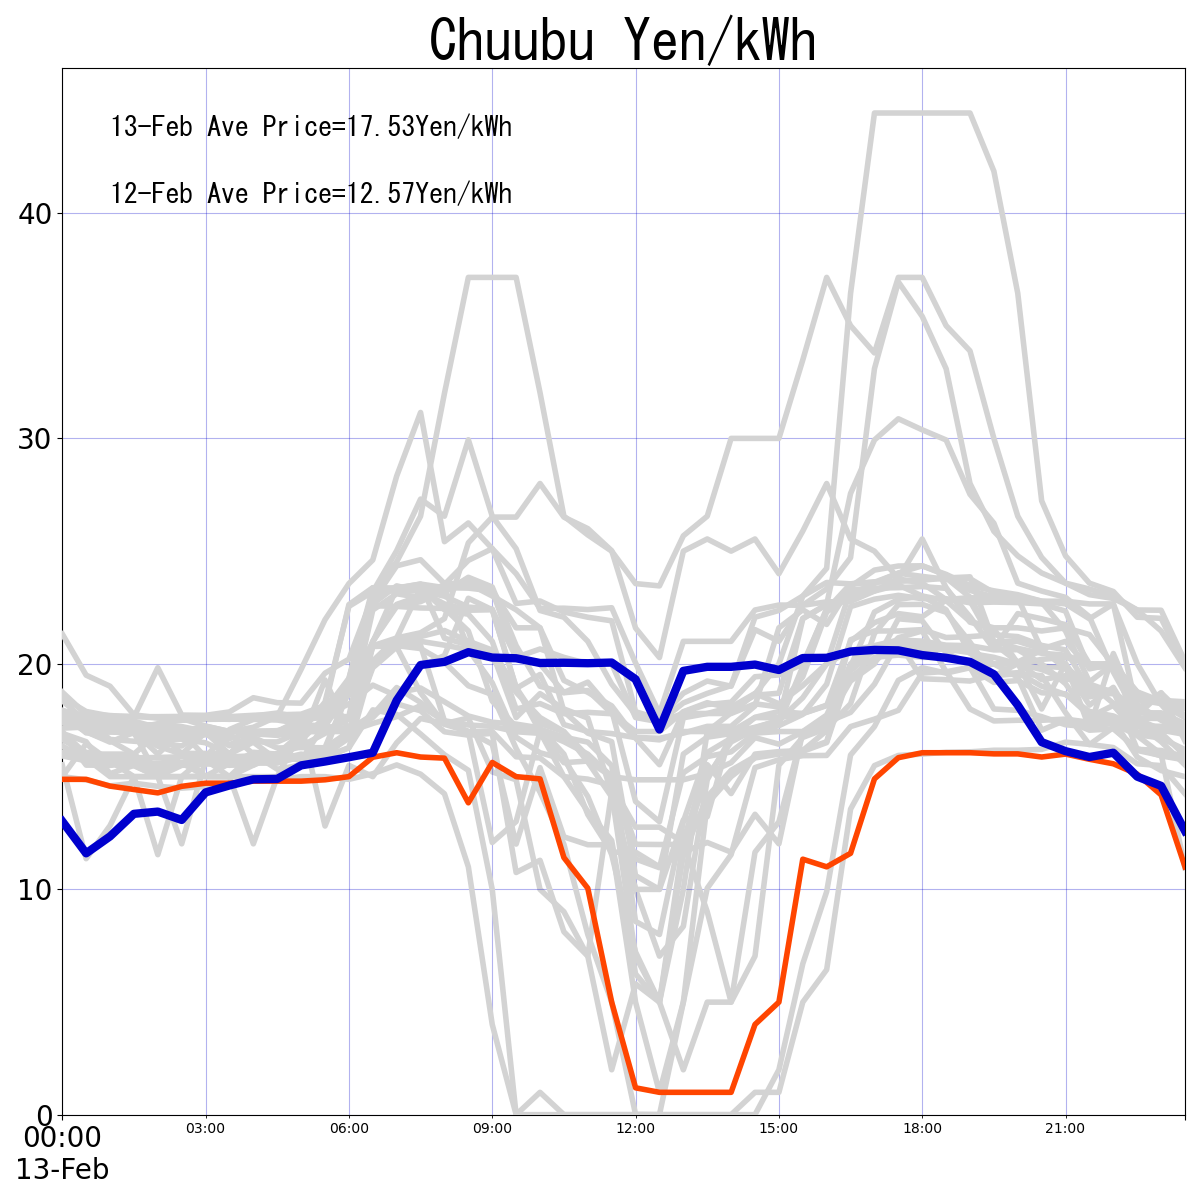 Chuubu Yen/kWh
13-Feb Ave Price=17.53Yen/kWh
12-Feb Ave Price=12.57Yen/kWh
40
30
20
10
0
00:00 03:00 06:00 09:00 12:00 15:00 18:00 21:00
13-Feb